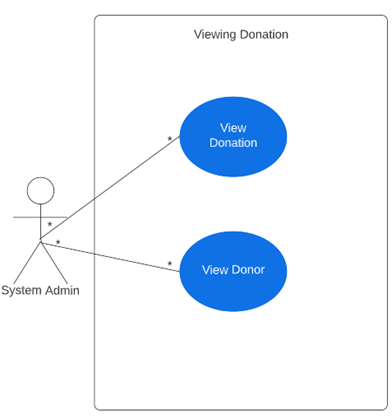 Viewing Donation
View
Donation
*
*
*
*
View Donor
System Admin